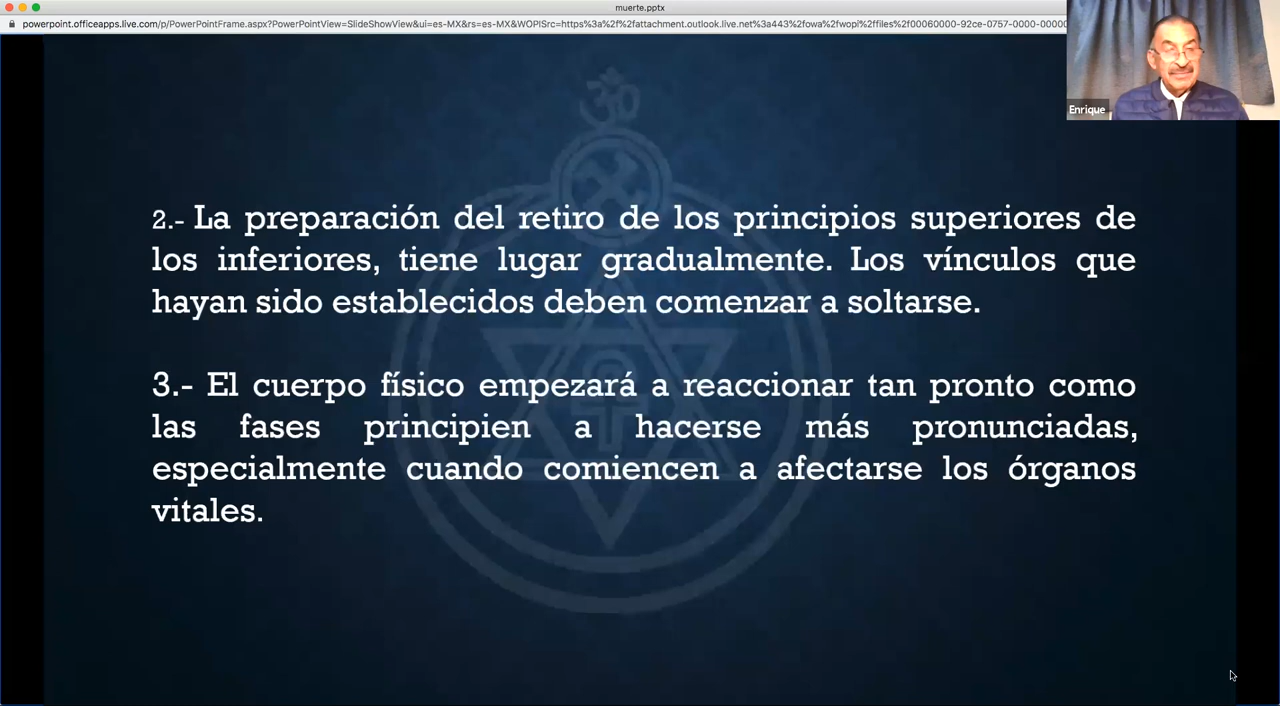 muerte.pptx
powerpoint.officeapps.live.com/p/PowerPointFrame.aspx?PowerPointView=SlideShowView&ui=es-MX&rs=es-MX&WOPISrc=https%3a%2f%2fattachment.outlook.live.net%3a443%2fowa%2fwopi%2ffiles%2f00060000-92ce-0757-0000-00000
Enrique
ॐ
2.- La preparación del retiro de los principios superiores de
los inferiores, tiene lugar gradualmente. Los vínculos que
hayan sido establecidos deben comenzar a soltarse.
3.- El cuerpo físico empezará a reaccionar tan pronto como
las fases principien a hacerse más pronunciadas,
especialmente cuando comiencen a afectarse los órganos
vitales.